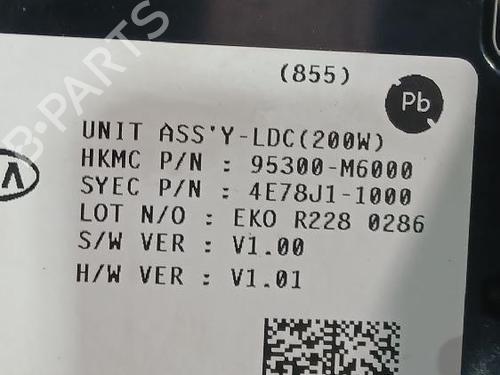 (855)
Pb
UNIT ASS'Y-LDC(200W)
HKMC P/N : 95300-M6000
SYEC P/N : 4E78J1-1000
LOT N/O : EKO R228 0286
S/W VER : V1.00
H/W VER : V1.01
B-PARTS